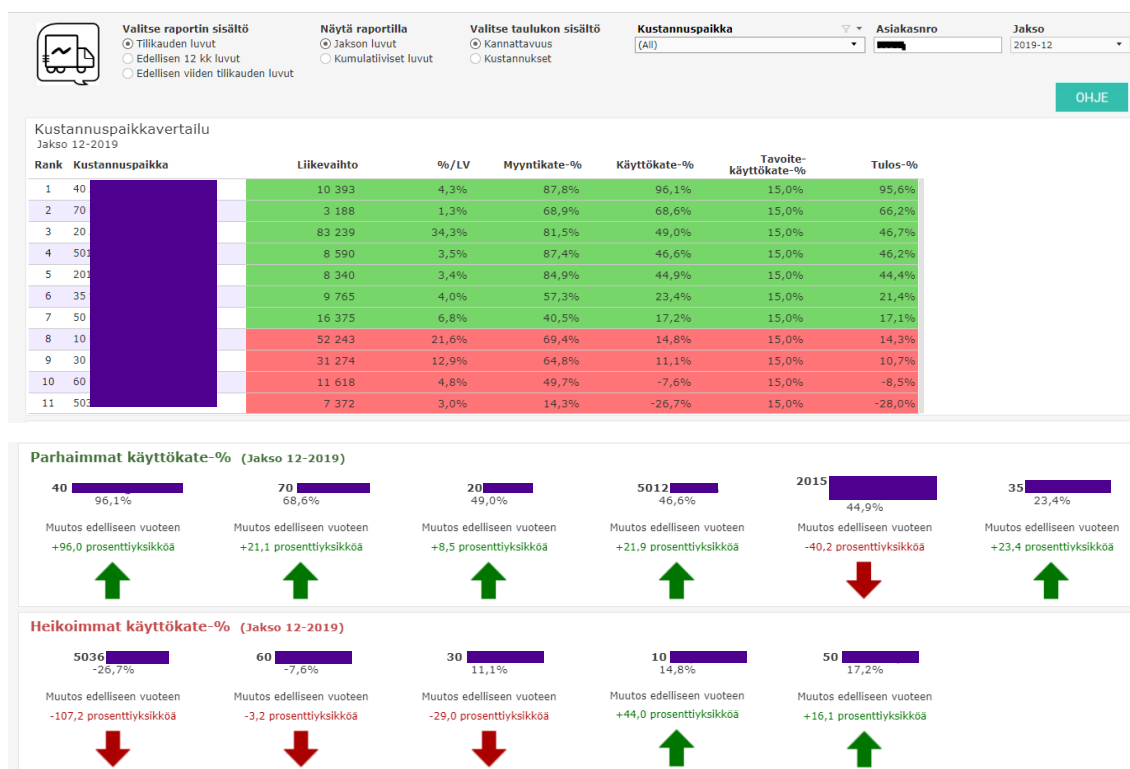 Valitse raportin sisältö Näytä raportilla Valitse taulukon sisältö Kustannuspaikka Asiakasnro Jakso
Tilikauden luvut Jakson luvut Kannattavuus (All) 2019-12
Edellisen 12 kk luvut Kumulatiiviset luvut Kustannukset
Edellisen viiden tilikauden luvut
OHJE
Kustannuspaikkavertailu
Jakso 12-2019
Rank Kustannuspaikka Liikevaihto %/LV Myyntikate-% Käyttökate-% Tavoite-käyttökate-% Tulos-%
1 40 10 393 4,3% 87,8% 96,1% 15,0% 95,6%
2 70 3 188 1,3% 68,9% 68,6% 15,0% 66,2%
3 20 83 239 34,3% 81,5% 49,0% 15,0% 46,7%
4 501 8 590 3,5% 87,4% 46,6% 15,0% 46,2%
5 201 8 340 3,4% 84,9% 44,9% 15,0% 44,4%
6 35 9 765 4,0% 57,3% 23,4% 15,0% 21,4%
7 50 16 375 6,8% 40,5% 17,2% 15,0% 17,1%
8 10 52 243 21,6% 69,4% 14,8% 15,0% 14,3%
9 30 31 274 12,9% 64,8% 11,1% 15,0% 10,7%
10 60 11 618 4,8% 49,7% -7,6% 15,0% -8,5%
11 503 7 372 3,0% 14,3% -26,7% 15,0% -28,0%
Parhaimmat käyttökate-% (Jakso 12-2019)
40 70 20 5012 2015 35
96,1% 68,6% 49,0% 46,6% 44,9% 23,4%
Muutos edelliseen vuoteen Muutos edelliseen vuoteen Muutos edelliseen vuoteen Muutos edelliseen vuoteen Muutos edelliseen vuoteen Muutos edelliseen vuoteen
+96,0 prosenttiyksikköä +21,1 prosenttiyksikköä +8,5 prosenttiyksikköä +21,9 prosenttiyksikköä -40,2 prosenttiyksikköä +23,4 prosenttiyksikköä
Heikoimmat käyttökate-% (Jakso 12-2019)
5036 60 30 10 50
-26,7% -7,6% 11,1% 14,8% 17,2%
Muutos edelliseen vuoteen Muutos edelliseen vuoteen Muutos edelliseen vuoteen Muutos edelliseen vuoteen Muutos edelliseen vuoteen
-107,2 prosenttiyksikköä -3,2 prosenttiyksikköä -29,0 prosenttiyksikköä +44,0 prosenttiyksikköä +16,1 prosenttiyksikköä